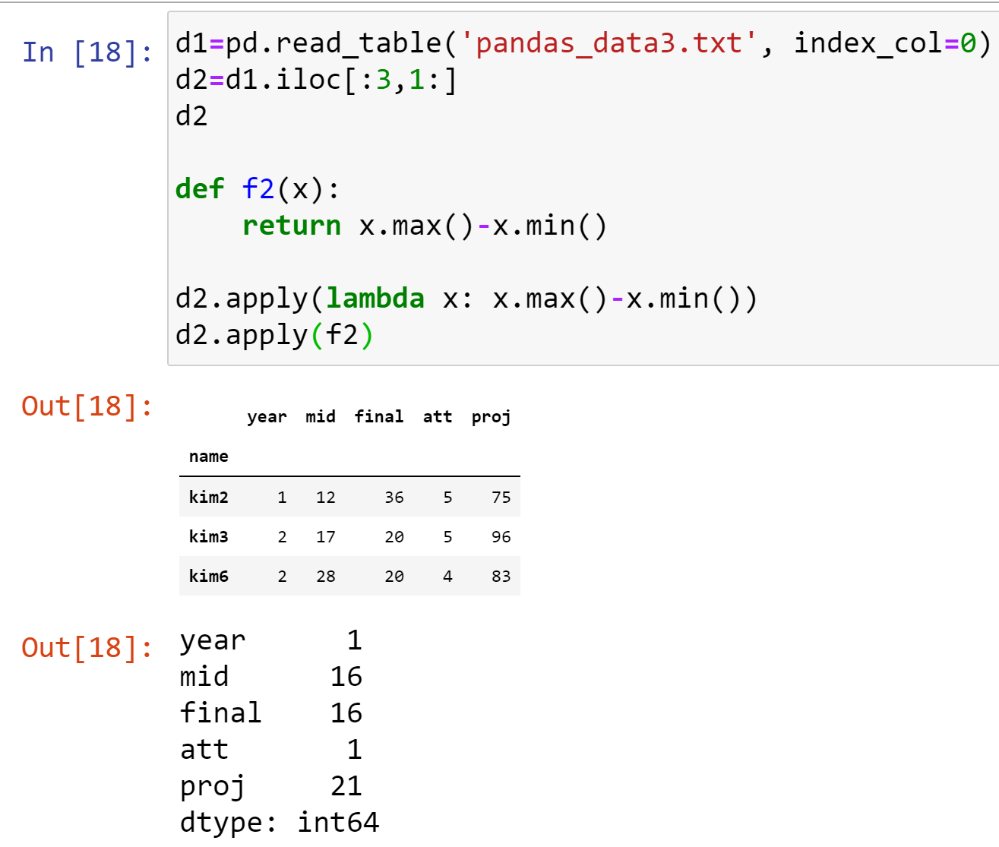 In [18]: d1=pd.read_table('pandas_data3.txt', index_col=0)
d2=d1.iloc[:3,1:]
d2
def f2(x):
    return x.max()-x.min()
d2.apply(lambda x: x.max()-x.min())
d2.apply(f2)
Out[18]:
year mid final att proj
name
kim2 1 12 36 5 75
kim3 2 17 20 5 96
kim6 2 28 20 4 83
Out[18]: year 1
mid 16
final 16
att 1
proj 21
dtype: int64